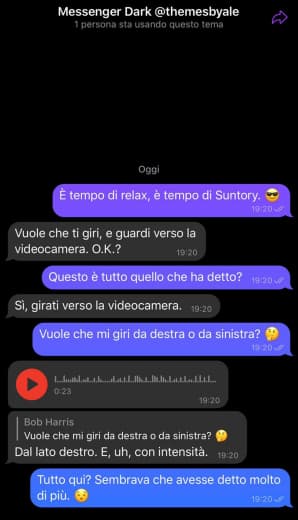 Messenger Dark @themesbyale
1 persona sta usando questo tema
Oggi
È tempo di relax, è tempo di Suntory. 😎
19:20
Vuole che ti giri, e guardi verso la
videocamera. O.K.?
19:20
Questo è tutto quello che ha detto?
19:20
Sì, girati verso la videocamera.
19:20
Vuole che mi giri da destra o da sinistra? 🤔
19:20
0:23
19:20
Bob Harris
Vuole che mi giri da destra o da sinistra? 🤔
Dal lato destro. E, uh, con intensità.
19:20
Tutto qui? Sembrava che avesse detto molto
di più. 😒
19:20